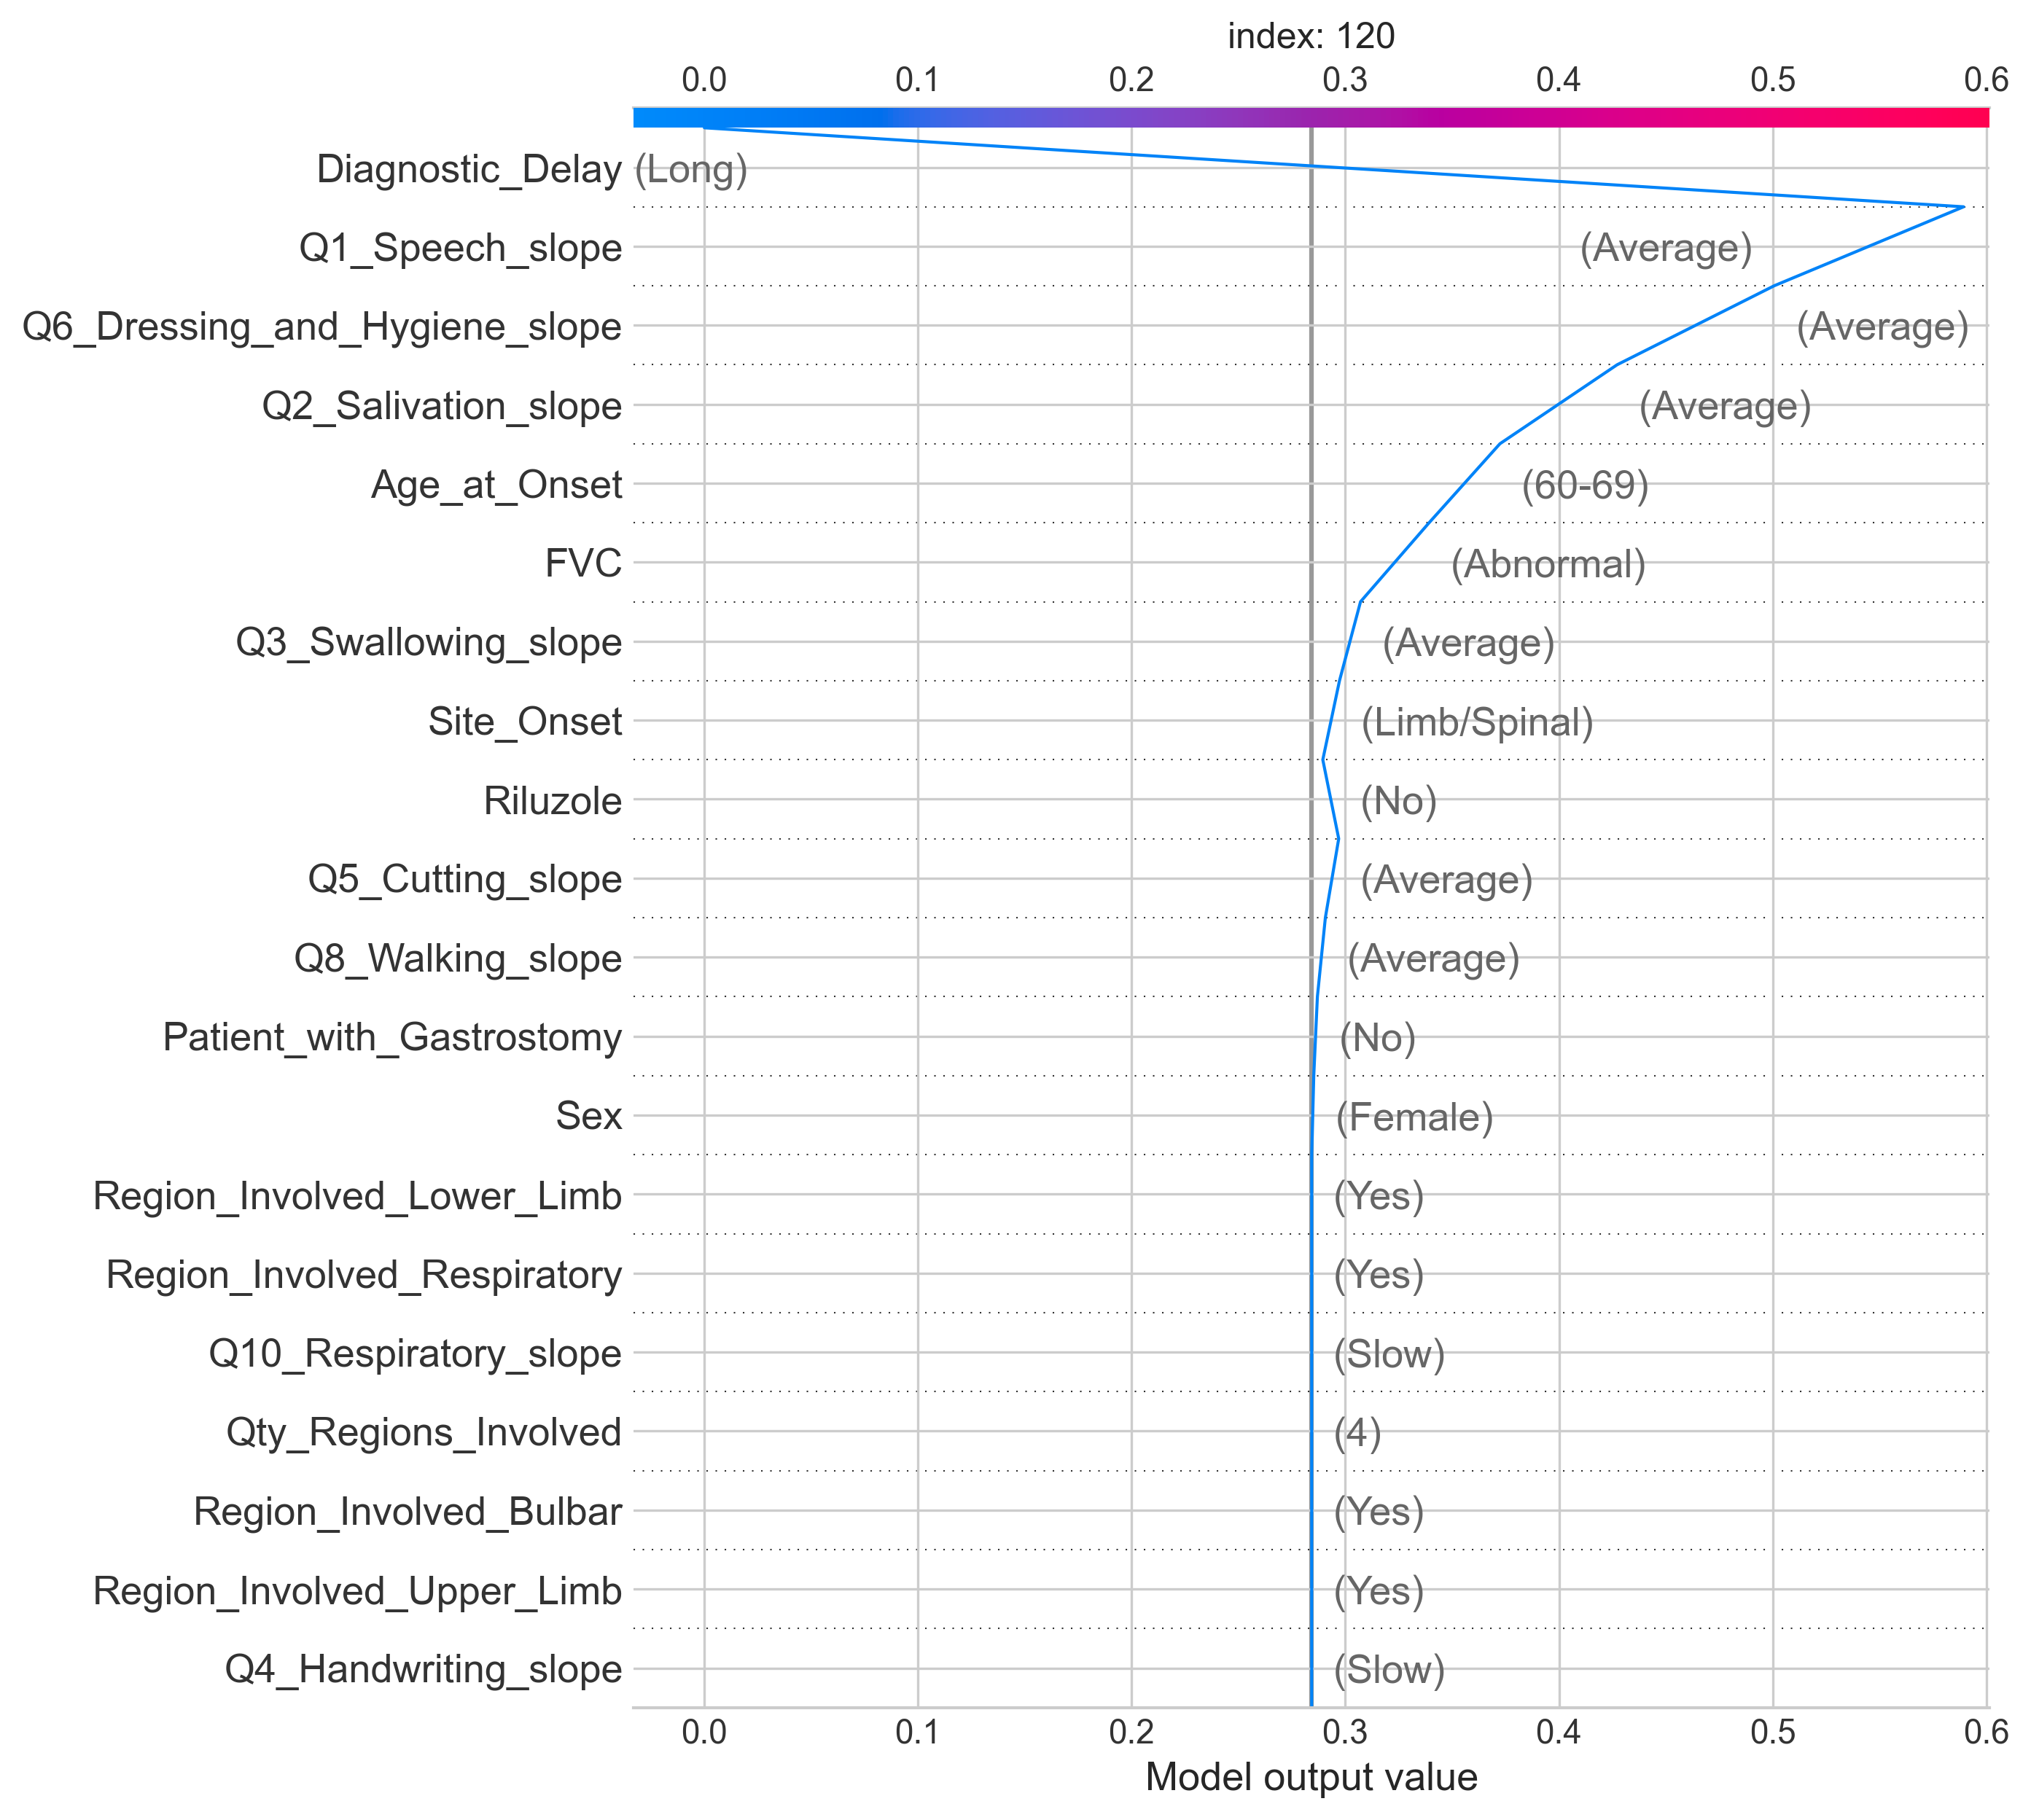 index: 120
0.0 0.1 0.2 0.3 0.4 0.5 0.6
Diagnostic_Delay (Long)
Q1_Speech_slope (Average)
Q6_Dressing_and_Hygiene_slope (Average)
Q2_Salivation_slope (Average)
Age_at_Onset (60-69)
FVC (Abnormal)
Q3_Swallowing_slope (Average)
Site_Onset (Limb/Spinal)
Riluzole (No)
Q5_Cutting_slope (Average)
Q8_Walking_slope (Average)
Patient_with_Gastrostomy (No)
Sex (Female)
Region_Involved_Lower_Limb (Yes)
Region_Involved_Respiratory (Yes)
Q10_Respiratory_slope (Slow)
Qty_Regions_Involved (4)
Region_Involved_Bulbar (Yes)
Region_Involved_Upper_Limb (Yes)
Q4_Handwriting_slope (Slow)
0.0 0.1 0.2 0.3 0.4 0.5 0.6
Model output value